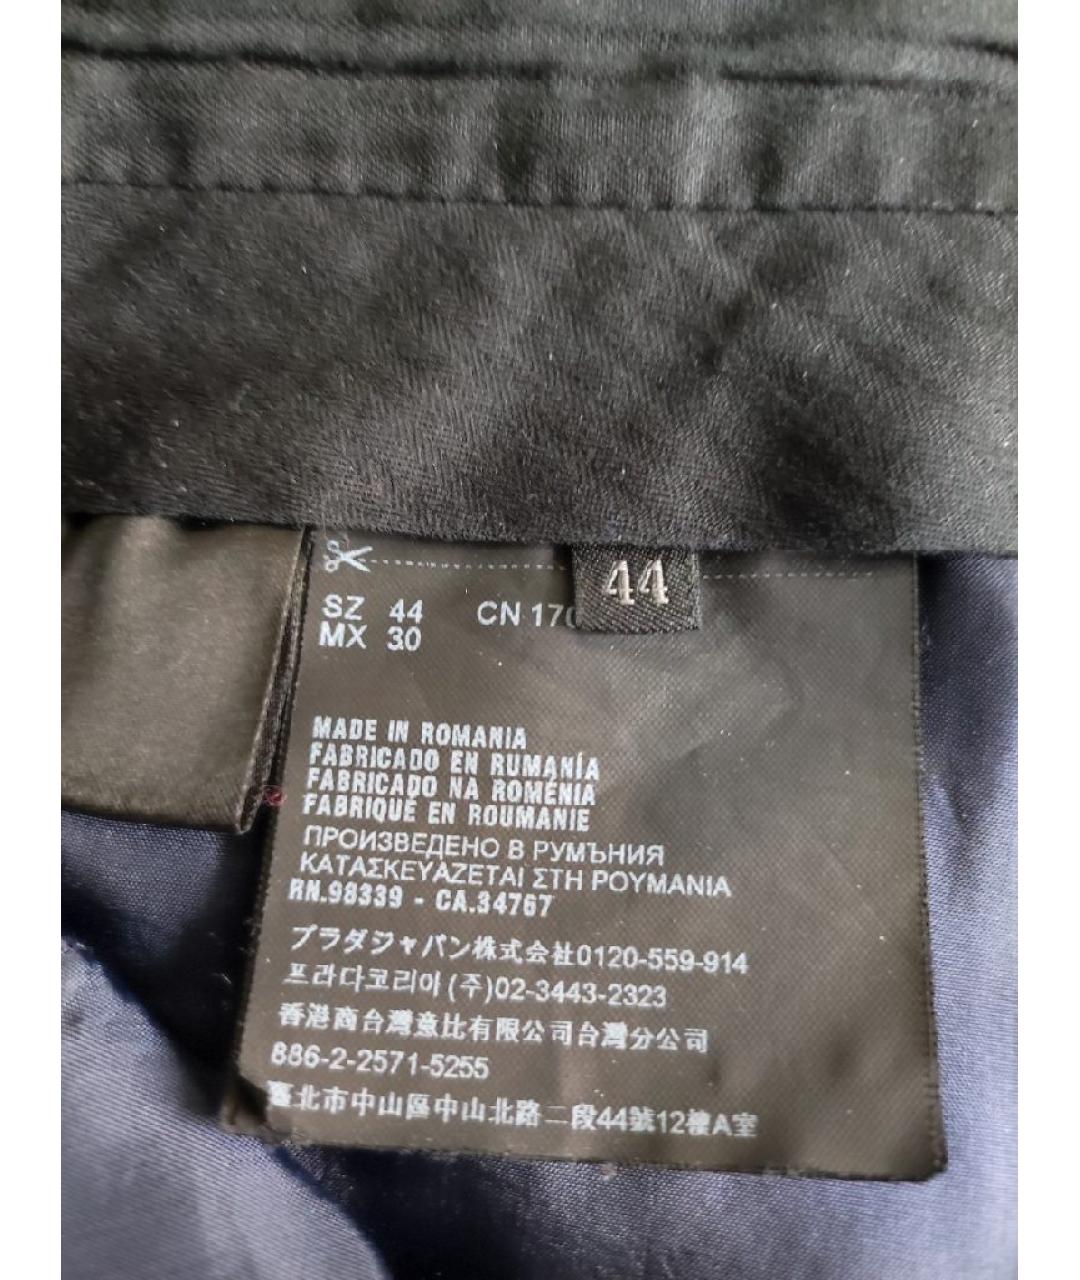 44
SZ 44 CN 170
MX 30
MADE IN ROMANIA
FABRICADO EN RUMANÍA
FABRICADO NA ROMÉNIA
FABRIQUÉ EN ROUMANIE
ПРОИЗВЕДЕНО В РУМЪНИЯ
ΚΑΤΑΣΚΕΥΑΖΕΤΑΙ ΣΤΗ ΡΟΥΜΑΝΙΑ
RN.98339 - CA.34767
プラダジャパン株式会社0120-559-914
프라다코리아(주)02-3443-2323
香港商台灣意比有限公司台灣分公司
886-2-2571-5255
臺北市中山區中山北路二段44號12樓A室